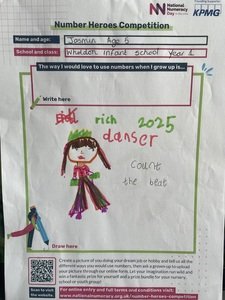 National Numeracy Day
KPMG
Number Heroes Competition
Name and age: Jasmin Age 5
School and class: Infant school Year 1
The way I would love to use numbers when I grow up is...
Write here
rich 2025
danser
Count
the beat
Draw here
Create a picture of you doing your dream job or hobby and tell us all the
different ways you would use numbers, then ask a grown-up to upload
your picture through our online form. Let your imagination run wild and
win a fantastic prize for yourself and a prize bundle for your nursery,
school or youth group!
Scan to visit
the website
For online entry and full terms and conditions visit:
www.nationalnumeracy.org.uk/number-heroes-competition